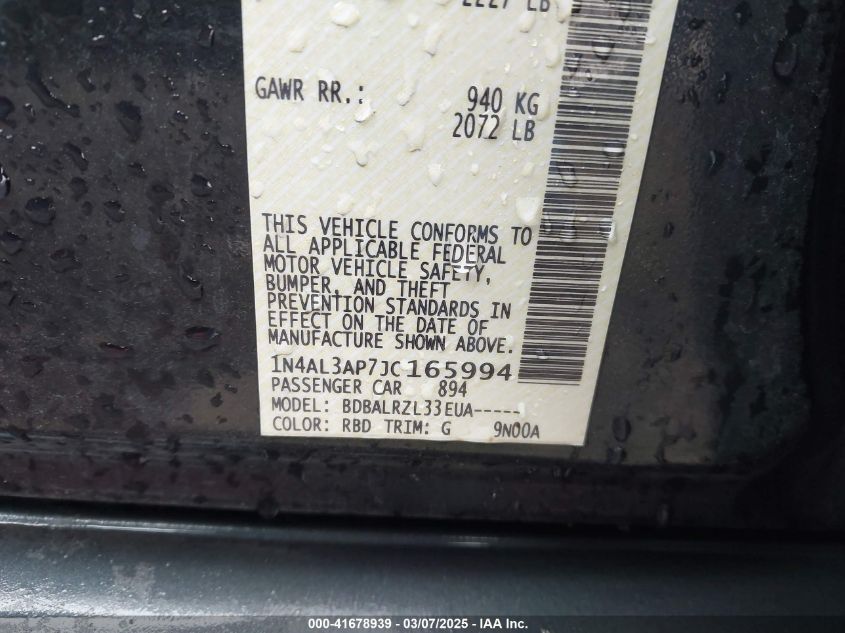 2227 LB
GAWR RR.: 940 KG
2072 LB
THIS VEHICLE CONFORMS TO
ALL APPLICABLE FEDERAL
MOTOR VEHICLE SAFETY,
BUMPER, AND THEFT
PREVENTION STANDARDS IN
EFFECT ON THE DATE OF
MANUFACTURE SHOWN ABOVE.
1N4AL3AP7JC165994
PASSENGER CAR 894
MODEL: BDBALRZL33EUA-----
COLOR: RBD TRIM: G 9N00A
000-41678939 / 03/07/2025 - IAA Inc.